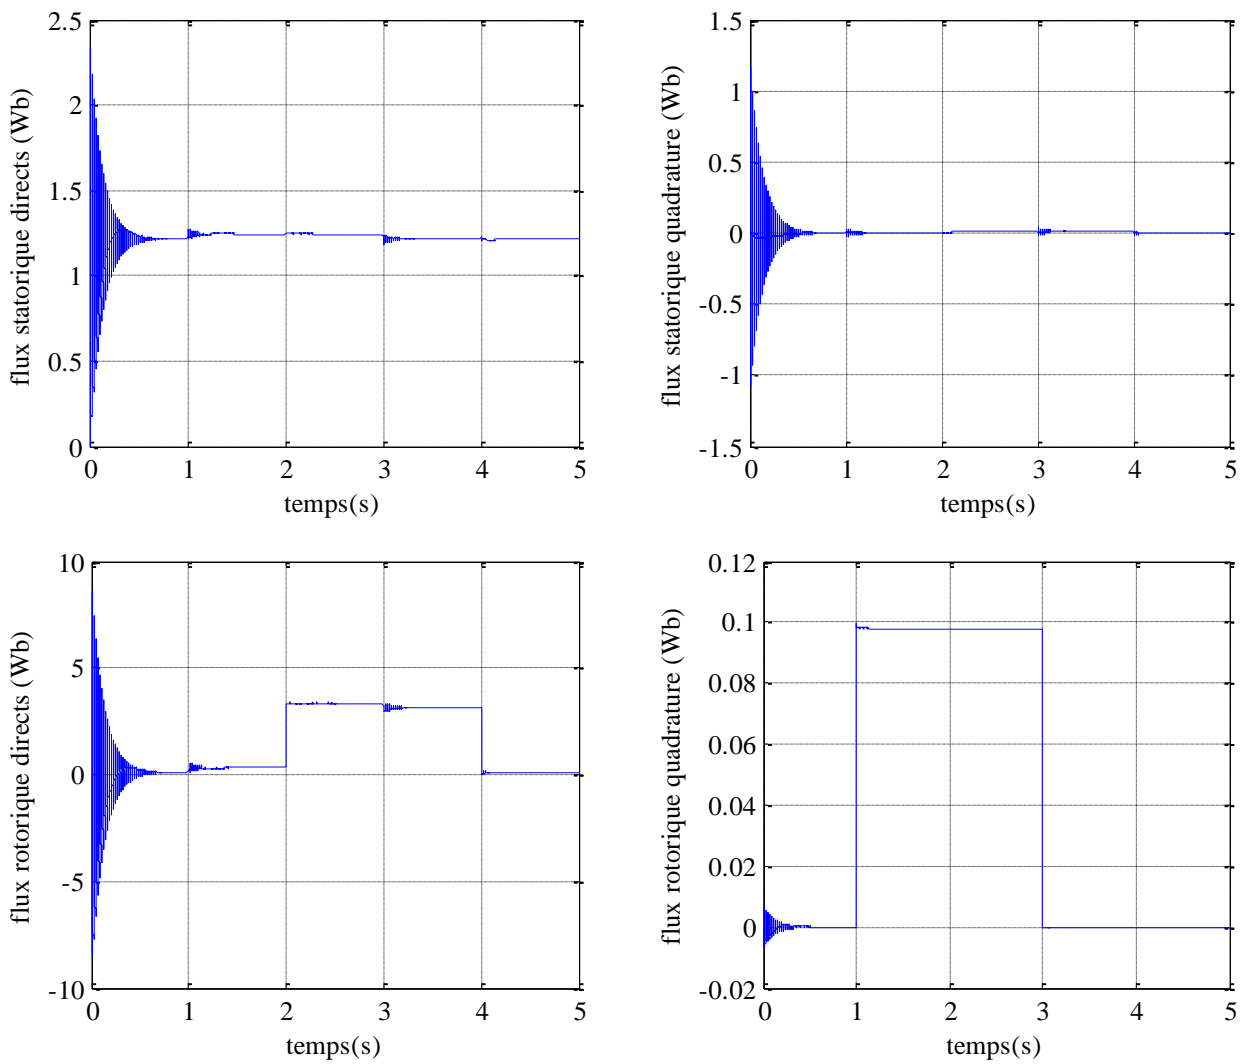 2.5
2
1.5
1
0.5
0
flux statorique directs (Wb)
0 1 2 3 4 5
temps(s)
1.5
1
0.5
0
-0.5
-1
-1.5
flux statorique quadrature (Wb)
0 1 2 3 4 5
temps(s)
10
5
0
-5
-10
flux rotorique directs (Wb)
0 1 2 3 4 5
temps(s)
0.12
0.1
0.08
0.06
0.04
0.02
0
-0.02
flux rotorique quadrature (Wb)
0 1 2 3 4 5
temps(s)